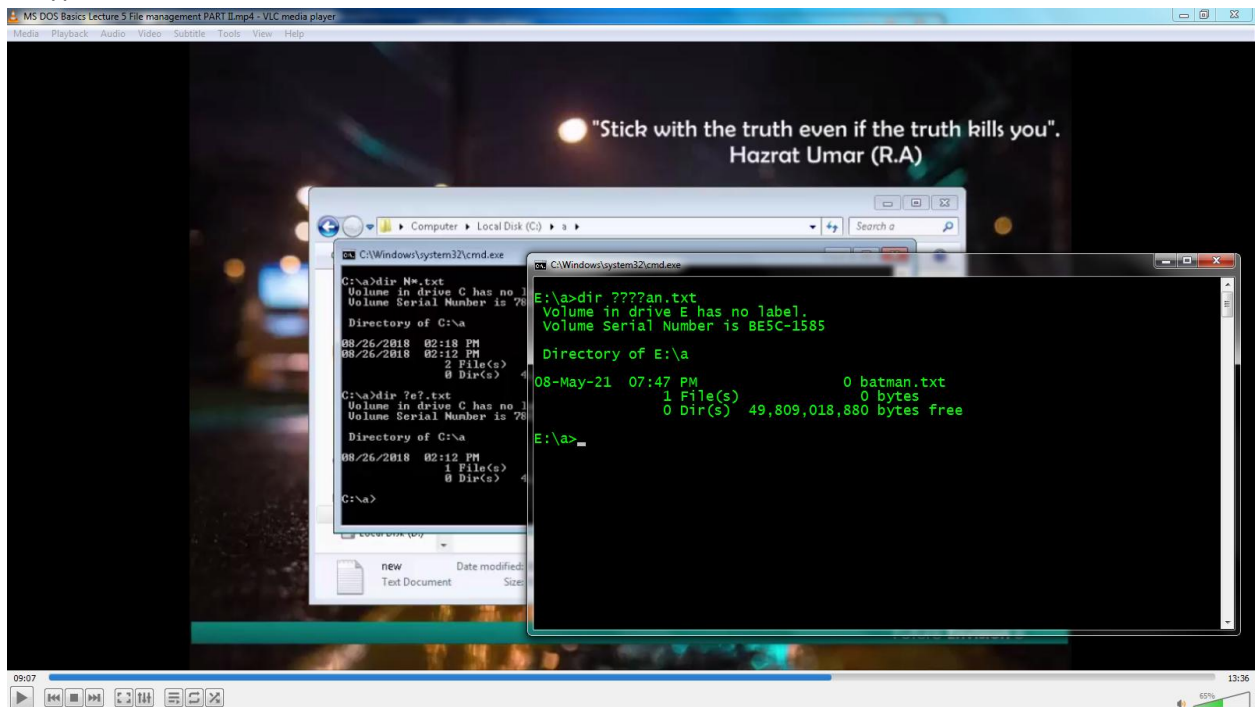 MS DOS Basics Lecture 5 File management PART II.mp4 - VLC media player
Media Playback Audio Video Subtitle Tools View Help
"Stick with the truth even if the truth kills you".
Hazrat Umar (R.A)
Computer Local Disk (C:) a
Search a
C:\Windows\system32\cmd.exe
C:\a>dir N*.txt
Volume in drive C has no
Volume Serial Number is 78
Directory of C:\a
08/26/2018 02:18 PM
08/26/2018 02:12 PM
2 File(s)
0 Dir(s) 4
C:\a>dir ?e?.txt
Volume in drive C has no
Volume Serial Number is 78
Directory of C:\a
08/26/2018 02:12 PM
1 File(s)
0 Dir(s) 4
C:\a>
Local Disk (D:)
new Date modified:
Text Document Size:
C:\Windows\system32\cmd.exe
E:\a>dir ????an.txt
Volume in drive E has no label.
Volume Serial Number is BE5C-1585
Directory of E:\a
08-May-21 07:47 PM 0 batman.txt
1 File(s) 0 bytes
0 Dir(s) 49,809,018,880 bytes free
E:\a>
09:07 13:36
65%